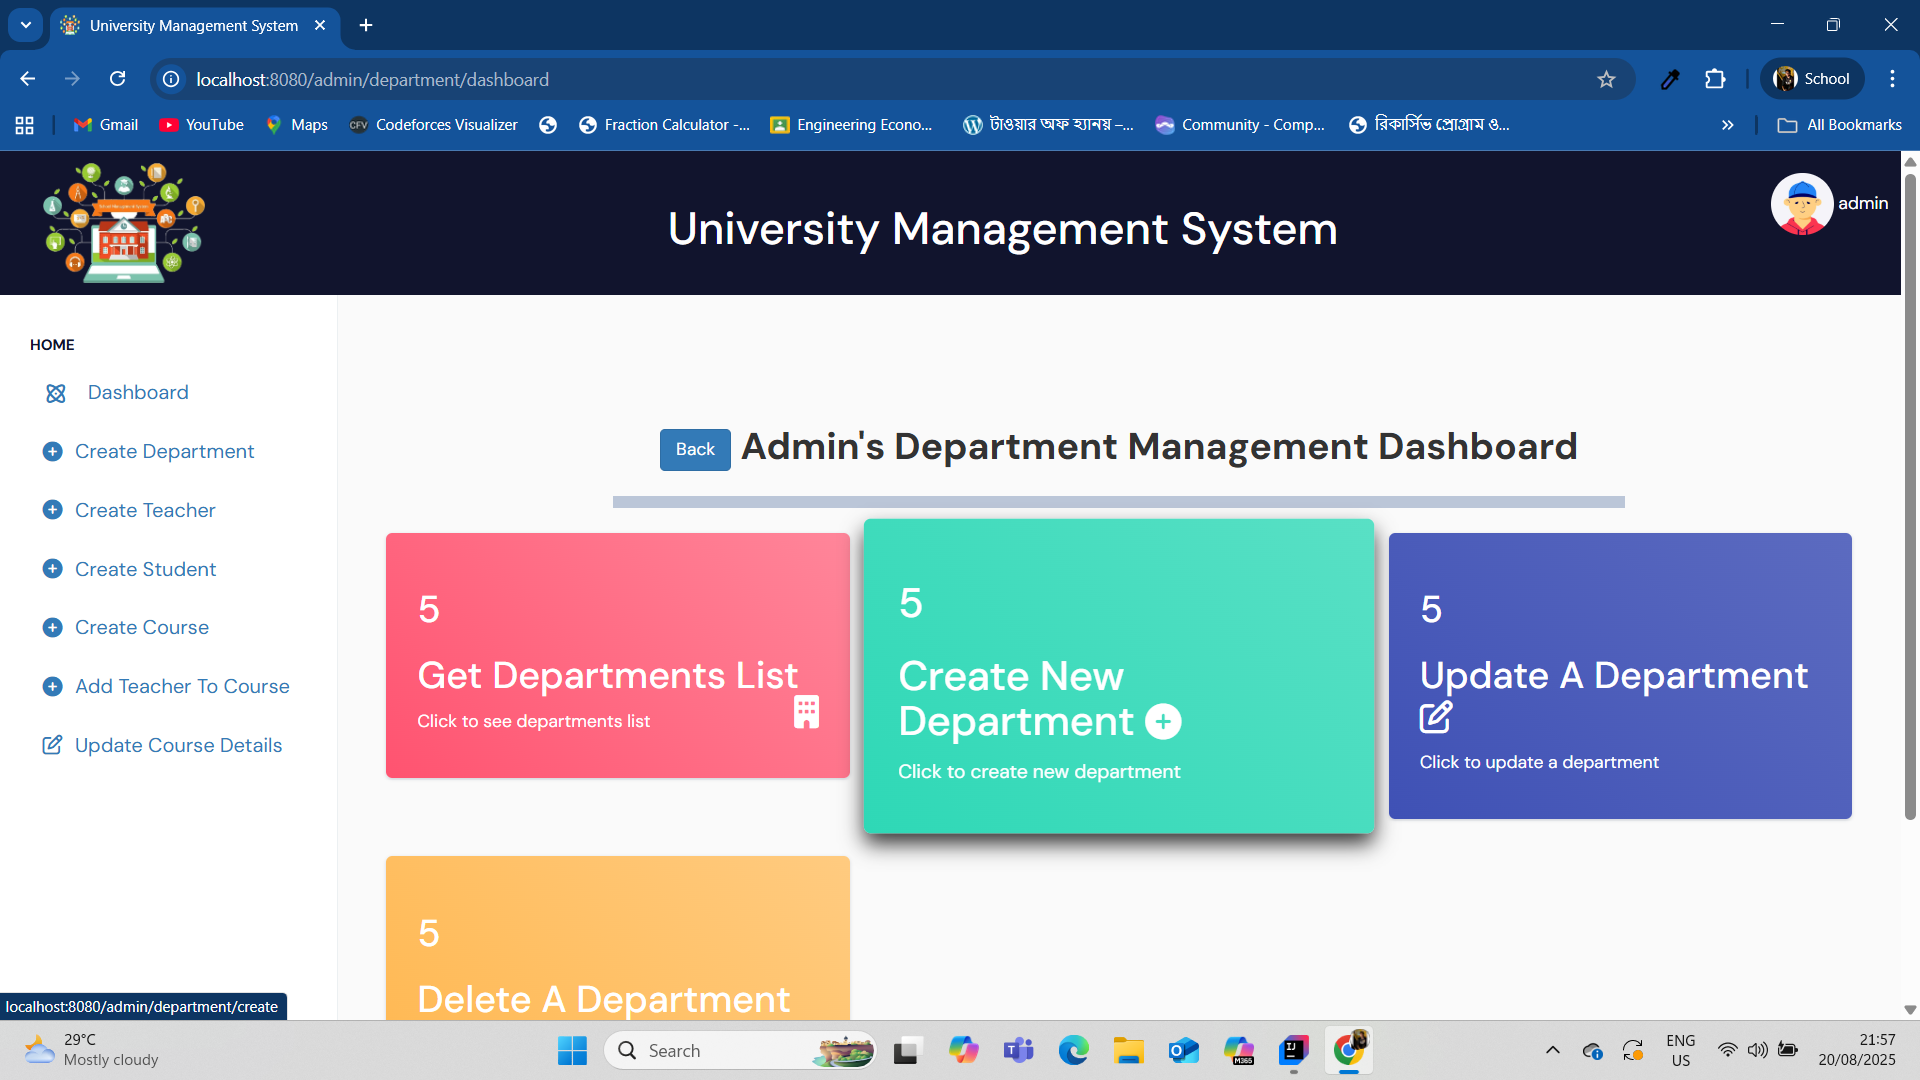 University Management System
localhost:8080/admin/department/dashboard
School
Gmail
YouTube
Maps
Codeforces Visualizer
Fraction Calculator -...
Engineering Econo...
টাওয়ার অফ হ্যানয় –...
Community - Comp...
রিকার্সিভ প্রোগ্রাম ও...
All Bookmarks
University Management System
admin
HOME
Dashboard
Create Department
Create Teacher
Create Student
Create Course
Add Teacher To Course
Update Course Details
Back
Admin's Department Management Dashboard
5
Get Departments List
Click to see departments list
5
Create New
Department
Click to create new department
5
Update A Department
Click to update a department
5
Delete A Department
localhost:8080/admin/department/create
29°C
Mostly cloudy
Search
ENG
US
21:57
20/08/2025